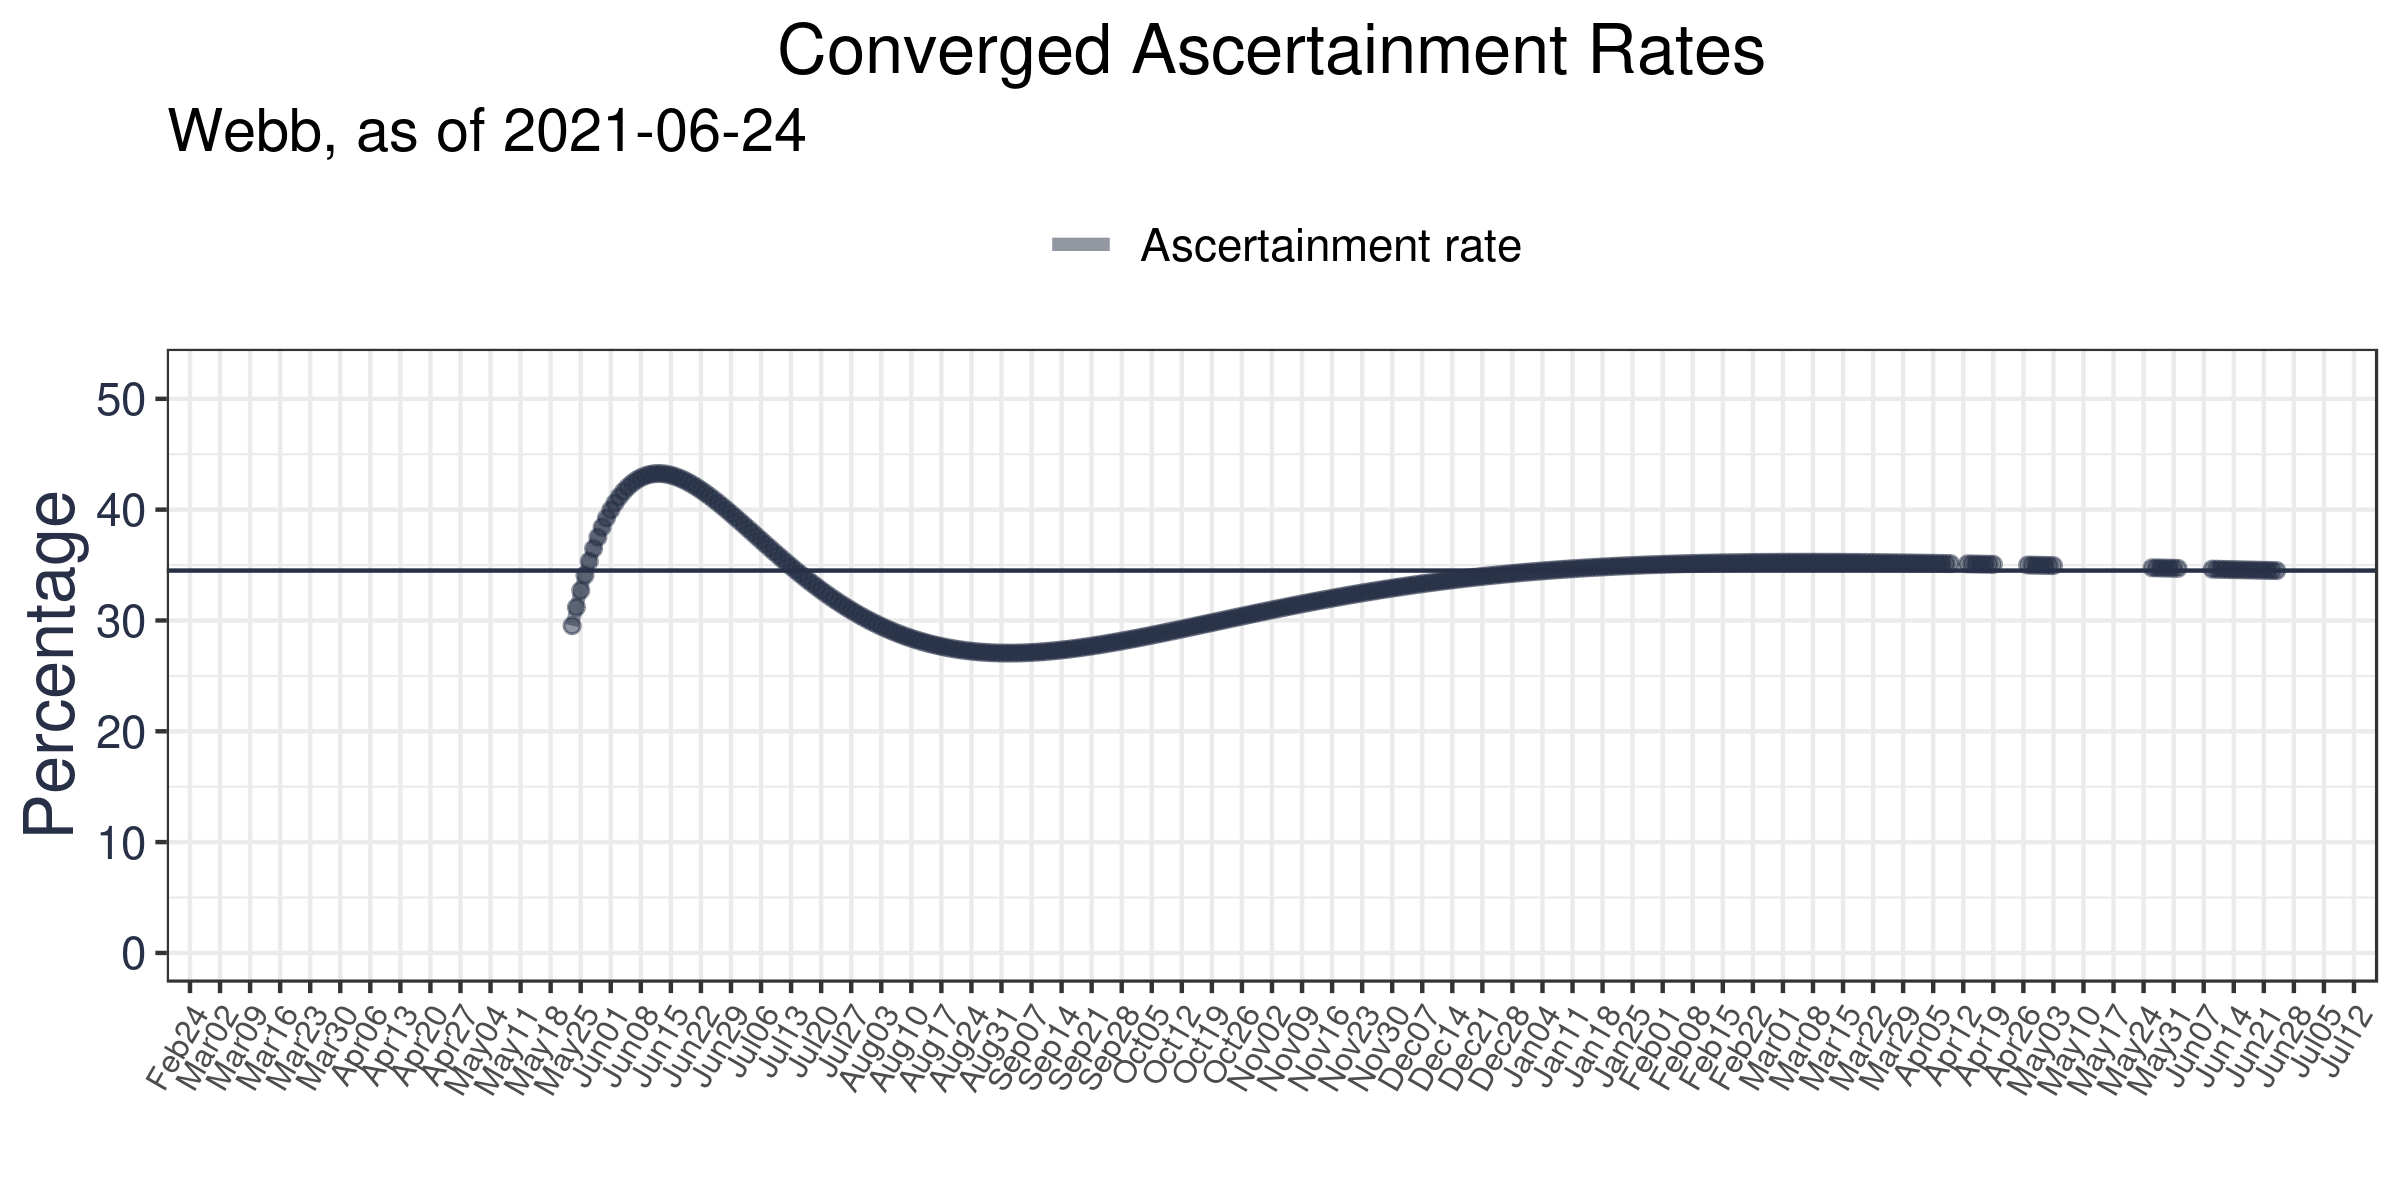 Converged Ascertainment Rates
Webb, as of 2021-06-24
Ascertainment rate
Percentage
50
40
30
20
10
0
Feb24 Mar02 Mar09 Mar16 Mar23 Mar30 Apr06 Apr13 Apr20 Apr27 May04 May11 May18 May25 Jun01 Jun08 Jun15 Jun22 Jun29 Jul06 Jul13 Jul20 Jul27 Aug03 Aug10 Aug17 Aug24 Aug31 Sep07 Sep14 Sep21 Sep28 Oct05 Oct12 Oct19 Oct26 Nov02 Nov09 Nov16 Nov23 Nov30 Dec07 Dec14 Dec21 Dec28 Jan04 Jan11 Jan18 Jan25 Feb01 Feb08 Feb15 Feb22 Mar01 Mar08 Mar15 Mar22 Mar29 Apr05 Apr12 Apr19 Apr26 May03 May10 May17 May24 May31 Jun07 Jun14 Jun21 Jun28 Jul05 Jul12